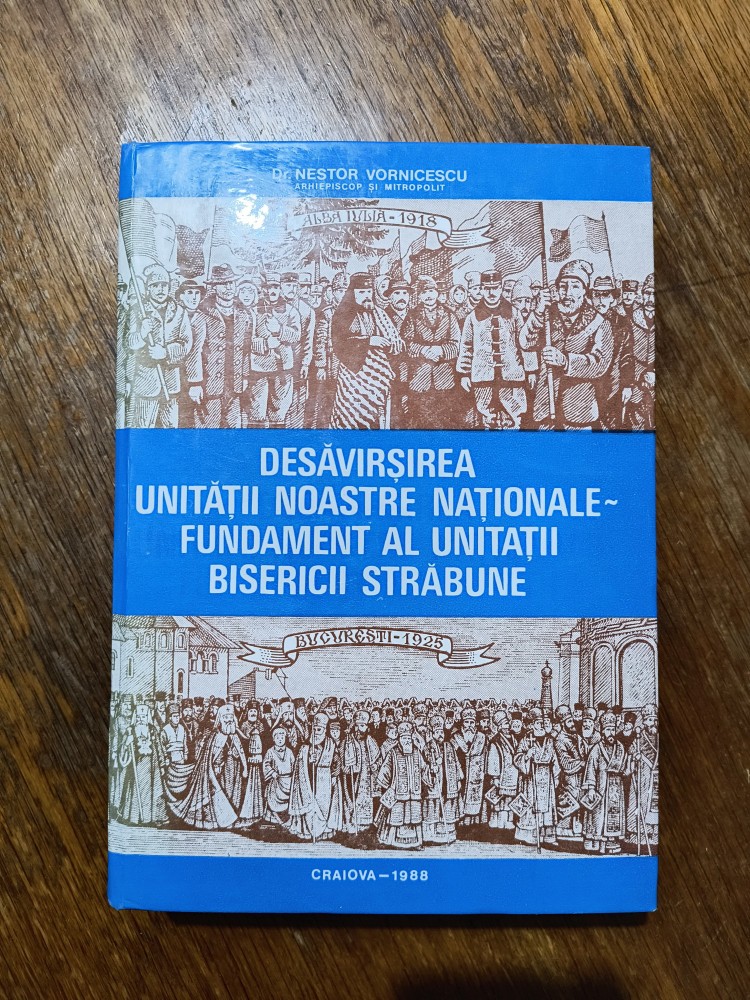 Dr. NESTOR VORNICESCU
ARHIEPISCOP ȘI MITROPOLIT
ALBA IULIA - 1918
DESĂVIRȘIREA
UNITĂȚII NOASTRE NAȚIONALE~
FUNDAMENT AL UNITAȚII
BISERICII STRĂBUNE
BUCUREȘTI - 1925
CRAIOVA — 1988